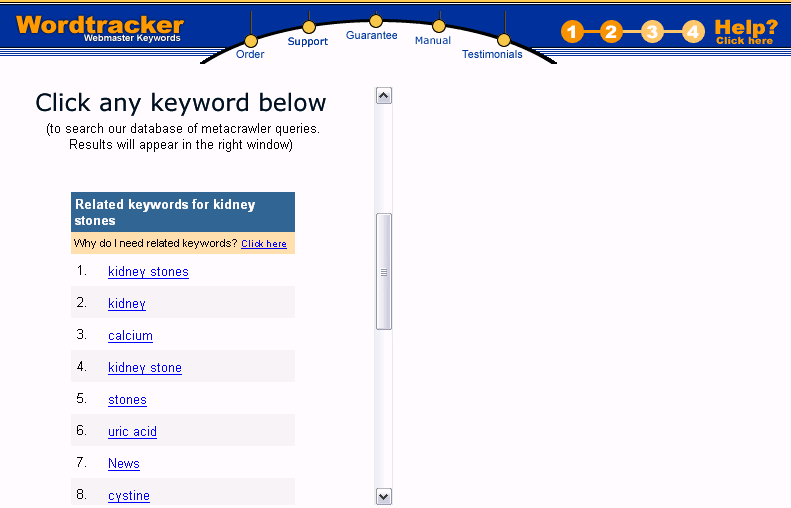 Wordtracker
Webmaster Keywords
Order
Support
Guarantee
Manual
Testimonials
1 2 3 4
Help?
Click here
Click any keyword below
(to search our database of metacrawler queries.
Results will appear in the right window)
Related keywords for kidney
stones
Why do I need related keywords? Click here
1. kidney stones
2. kidney
3. calcium
4. kidney stone
5. stones
6. uric acid
7. News
8. cystine